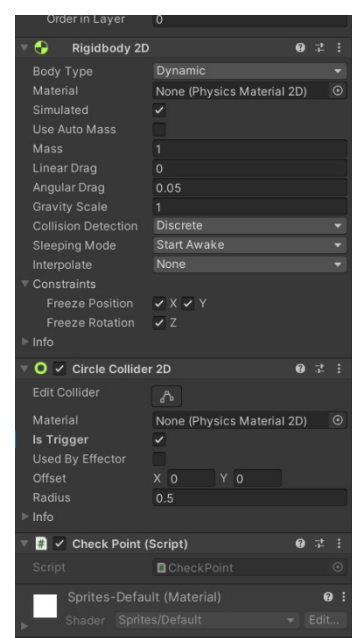 Order in Layer 0
Rigidbody 2D
Body Type Dynamic
Material None (Physics Material 2D)
Simulated
Use Auto Mass
Mass 1
Linear Drag 0
Angular Drag 0.05
Gravity Scale 1
Collision Detection Discrete
Sleeping Mode Start Awake
Interpolate None
Constraints
Freeze Position X Y
Freeze Rotation Z
Info
Circle Collider 2D
Edit Collider
Material None (Physics Material 2D)
Is Trigger
Used By Effector
Offset X 0 Y 0
Radius 0.5
Info
# Check Point (Script)
Script # CheckPoint
Sprites-Default (Material)
Shader Sprites/Default Edit...